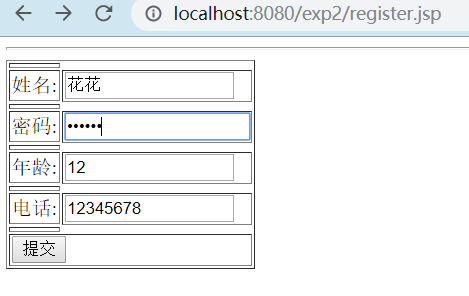 localhost:8080/exp2/register.jsp
姓名: 花花
密码: ••••••
年龄: 12
电话: 12345678
提交